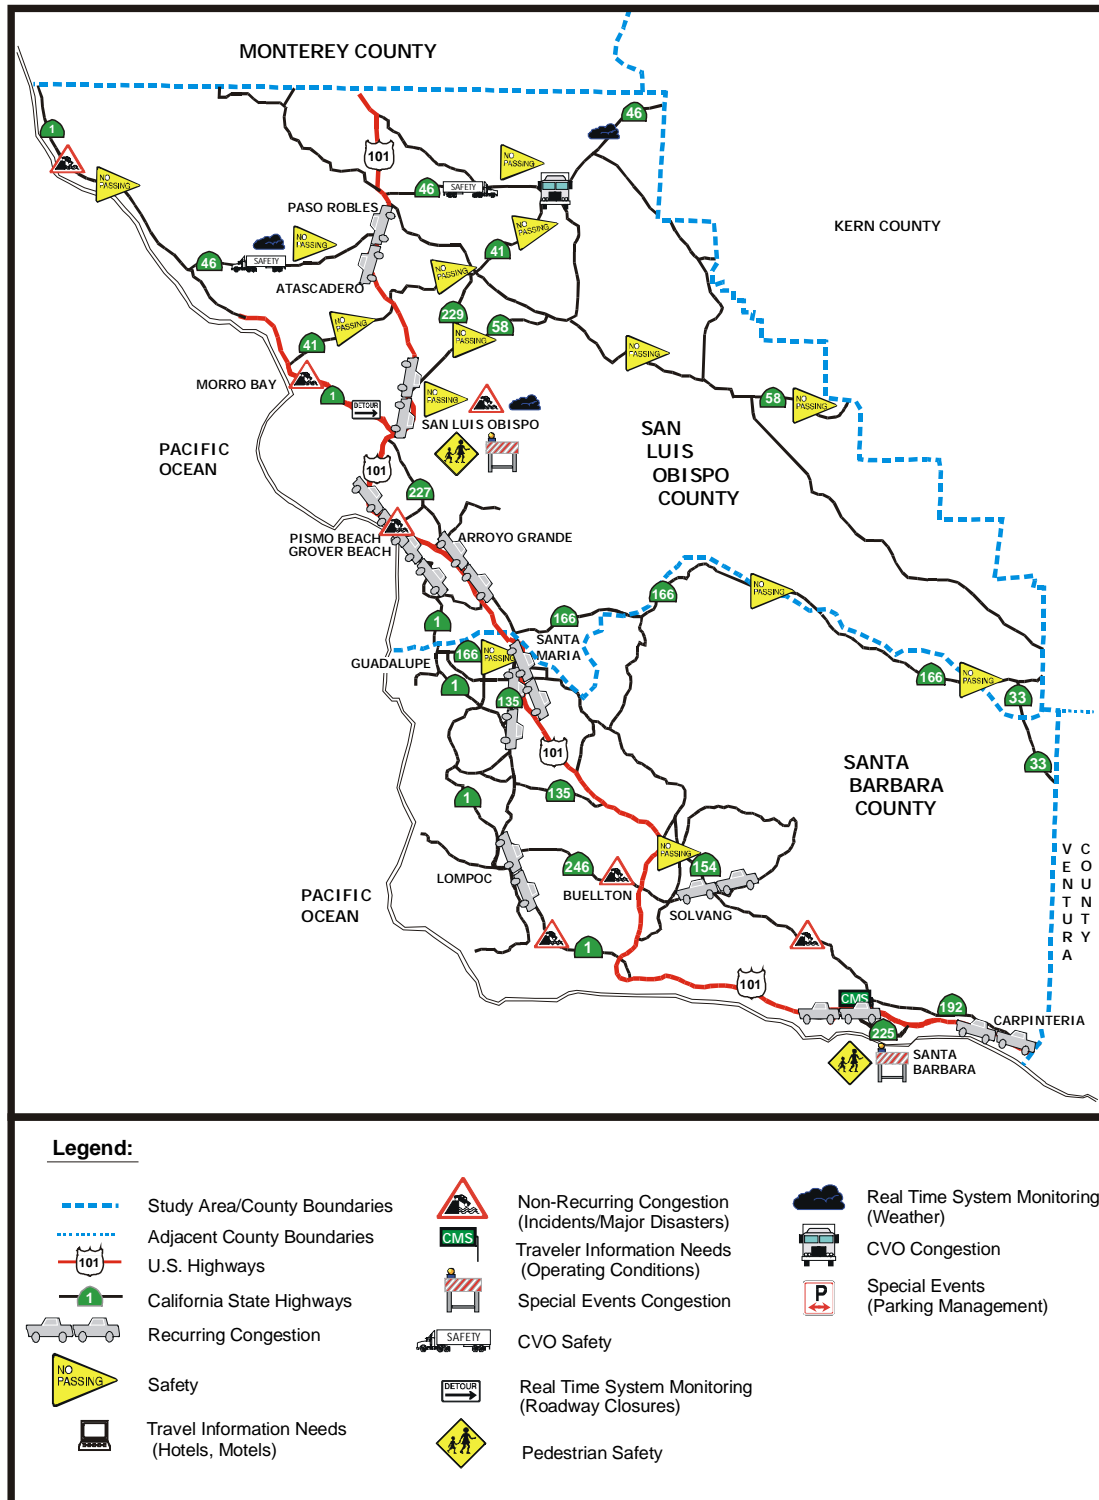 MONTEREY COUNTY
1
101
46
NO PASSING
NO PASSING
46
SAFETY
PASO ROBLES
KERN COUNTY
NO PASSING
NO PASSING
41
46
SAFETY
ATASCADERO
NO PASSING
229
58
NO PASSING
41
NO PASSING
NO PASSING
MORRO BAY
1
DETOUR
NO PASSING
58
NO PASSING
SAN LUIS OBISPO
SAN
LUIS
OBISPO
COUNTY
PACIFIC
OCEAN
101
227
PISMO BEACH
GROVER BEACH
ARROYO GRANDE
NO PASSING
166
166
1
SANTA
MARIA
166
NO PASSING
GUADALUPE
166
NO PASSING
1
135
33
101
SANTA
BARBARA
COUNTY
33
1
135
VENTURA
COUNTY
NO PASSING
246
154
LOMPOC
BUELLTON
SOLVANG
PACIFIC
OCEAN
1
101
CMS
192
225
CARPINTERIA
SANTA
BARBARA
Legend:
Study Area/County Boundaries
Adjacent County Boundaries
101
U.S. Highways
1
California State Highways
Recurring Congestion
NO
PASSING
Safety
Travel Information Needs
(Hotels, Motels)
Non-Recurring Congestion
(Incidents/Major Disasters)
CMS
Traveler Information Needs
(Operating Conditions)
Special Events Congestion
SAFETY
CVO Safety
DETOUR
Real Time System Monitoring
(Roadway Closures)
Pedestrian Safety
Real Time System Monitoring
(Weather)
CVO Congestion
P
Special Events
(Parking Management)